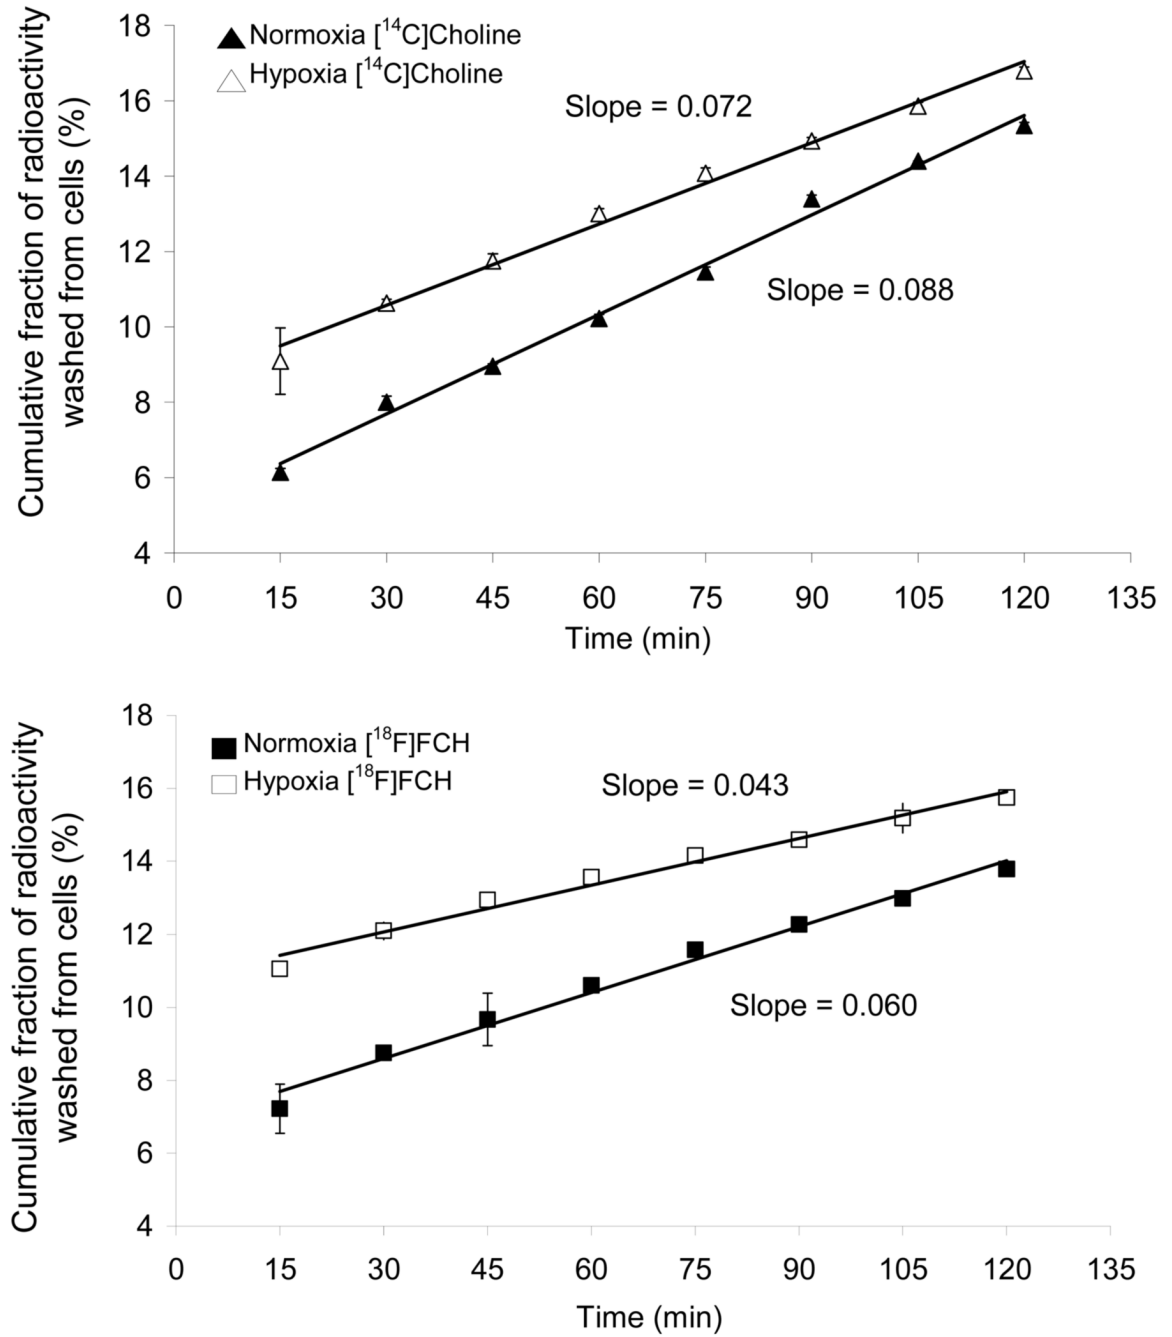 Cumulative fraction of radioactivity
washed from cells (%)
18
16
14
12
10
8
6
4
Normoxia [¹⁴C]Choline
Hypoxia [¹⁴C]Choline
Slope = 0.072
Slope = 0.088
0 15 30 45 60 75 90 105 120 135
Time (min)
Cumulative fraction of radioactivity
washed from cells (%)
18
16
14
12
10
8
6
4
Normoxia [¹⁸F]FCH
Hypoxia [¹⁸F]FCH
Slope = 0.043
Slope = 0.060
0 15 30 45 60 75 90 105 120 135
Time (min)